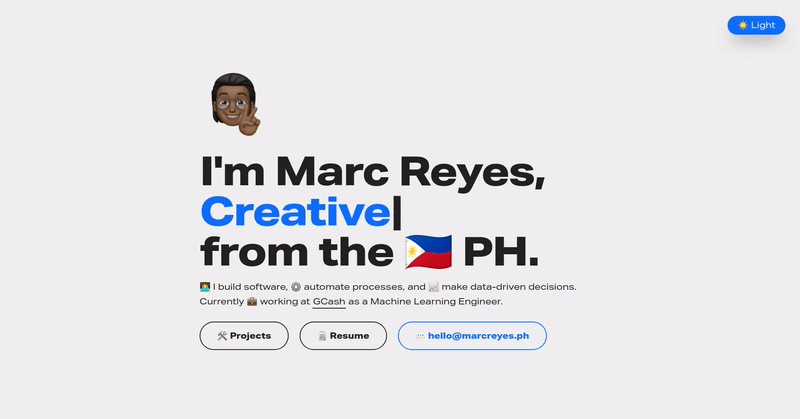 ☀️ Light
I'm Marc Reyes,
Creative|
from the 🇵🇭 PH.
👨‍💻 I build software, ⚙️ automate processes, and 📈 make data-driven decisions.
Currently 💼 working at GCash as a Machine Learning Engineer.
🛠️ Projects
📄 Resume
✉️ hello@marcreyes.ph